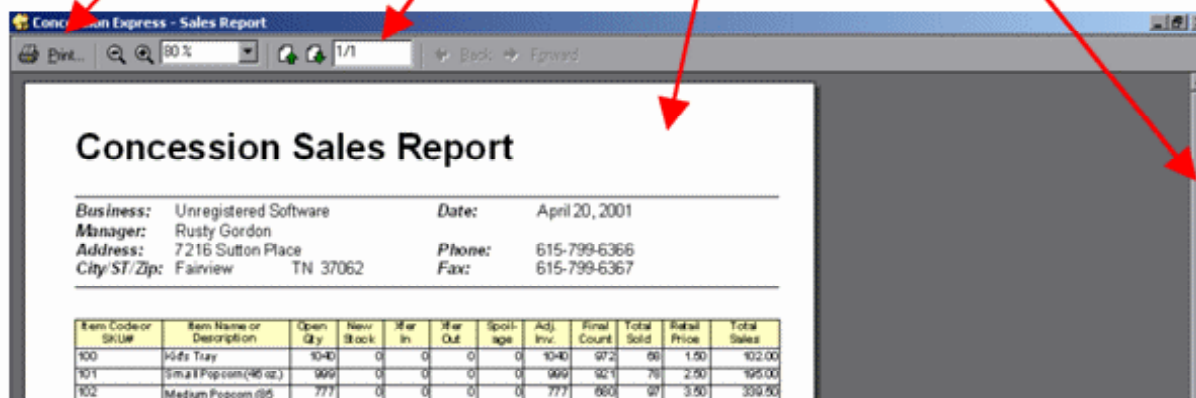 Concession Express - Sales Report
Print... 80 % 1/1 Back Forward
Concession Sales Report
Business: Unregistered Software Date: April 20, 2001
Manager: Rusty Gordon
Address: 7216 Sutton Place Phone: 615-799-6366
City/ST/Zip: Fairview TN 37062 Fax: 615-799-6367
Item Code or Item Name or Open New Xfer Xfer Spoil- Adj. Final Total Retail Total
SKU# Description Qty Stock In Out age Inv. Count Sold Price Sales
100 Kid's Tray 1040 0 0 0 0 1040 972 68 1.50 102.00
101 Small Popcorn (46 oz.) 999 0 0 0 0 999 921 78 2.50 195.00
102 Medium Popcorn (85 777 0 0 0 0 777 680 97 3.50 339.50